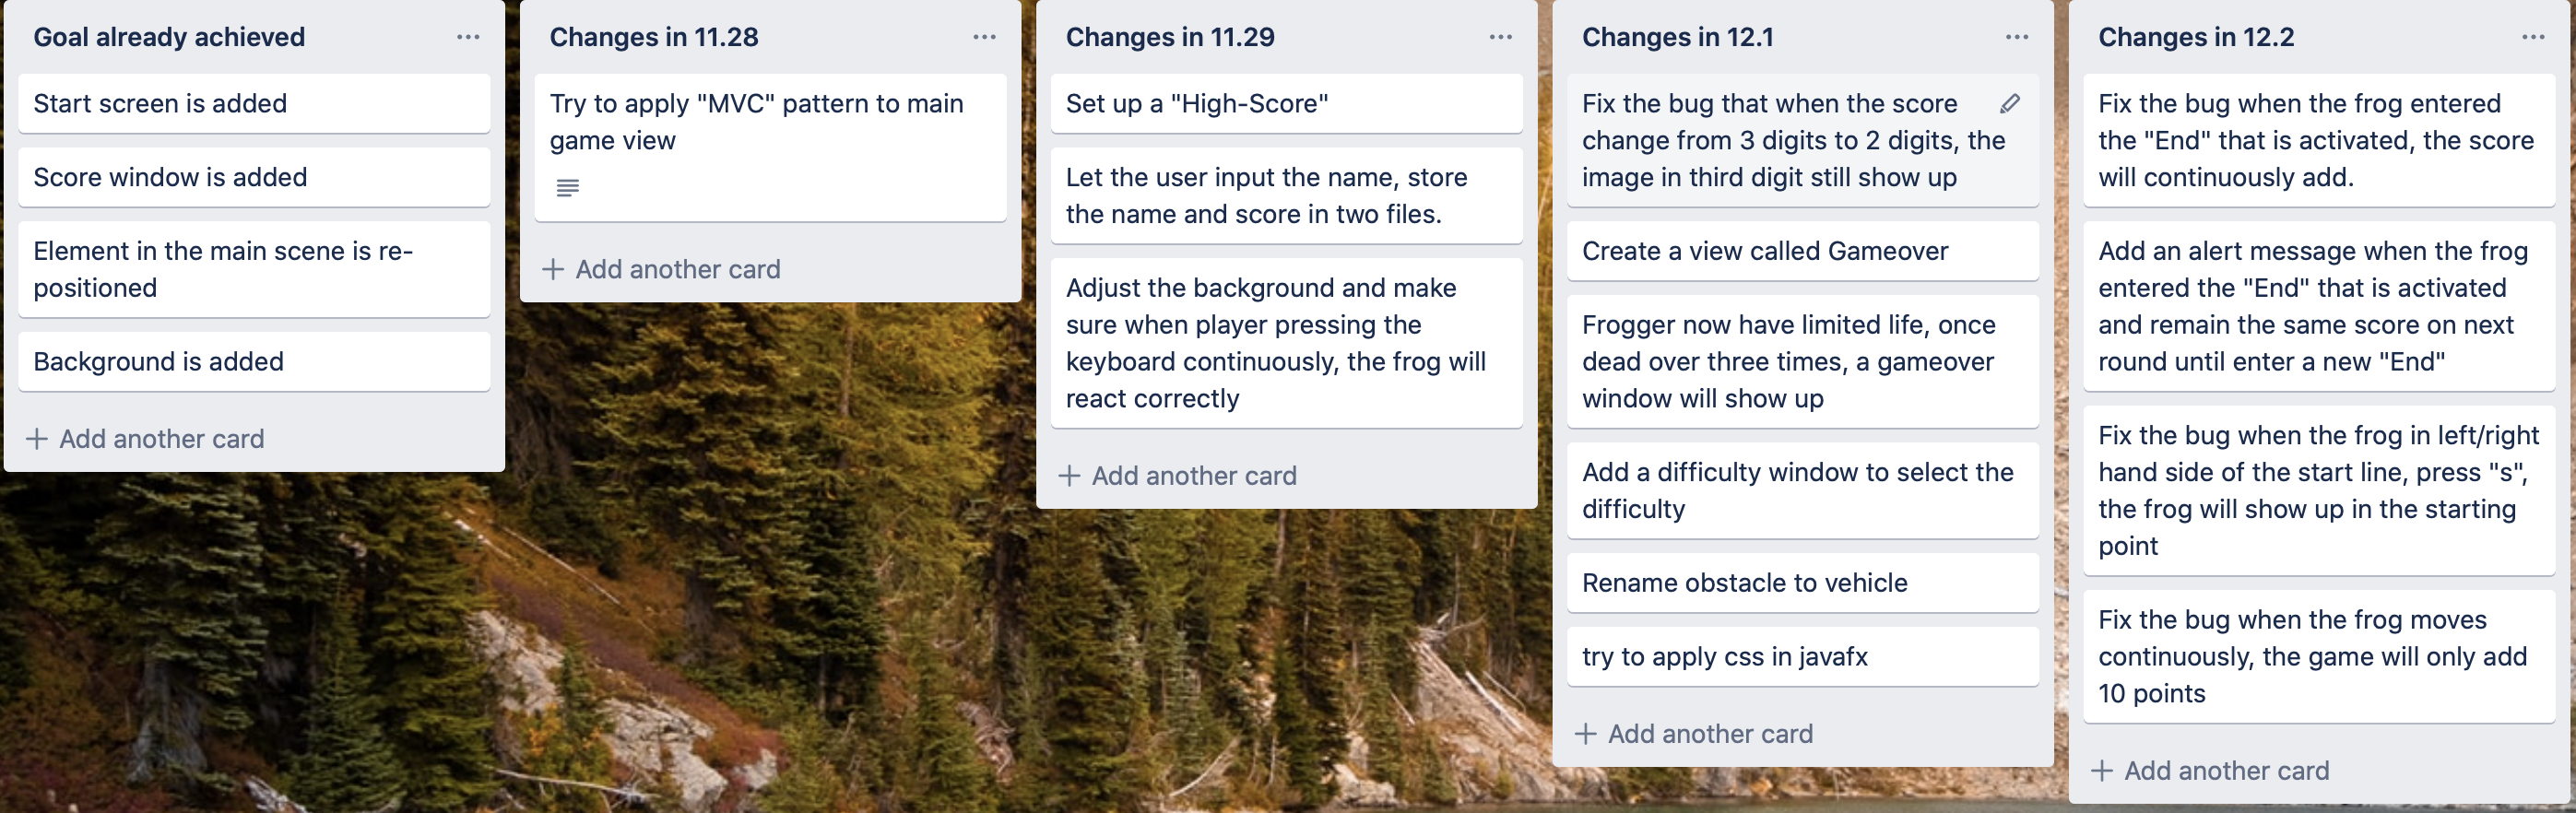 Goal already achieved
Start screen is added
Score window is added
Element in the main scene is re-
positioned
Background is added
Add another card
Changes in 11.28
Try to apply "MVC" pattern to main
game view
Add another card
Changes in 11.29
Set up a "High-Score"
Let the user input the name, store
the name and score in two files.
Adjust the background and make
sure when player pressing the
keyboard continuously, the frog will
react correctly
Add another card
Changes in 12.1
Fix the bug that when the score
change from 3 digits to 2 digits, the
image in third digit still show up
Create a view called Gameover
Frogger now have limited life, once
dead over three times, a gameover
window will show up
Add a difficulty window to select the
difficulty
Rename obstacle to vehicle
try to apply css in javafx
Add another card
Changes in 12.2
Fix the bug when the frog entered
the "End" that is activated, the score
will continuously add.
Add an alert message when the frog
entered the "End" that is activated
and remain the same score on next
round until enter a new "End"
Fix the bug when the frog in left/right
hand side of the start line, press "s",
the frog will show up in the starting
point
Fix the bug when the frog moves
continuously, the game will only add
10 points
Add another card